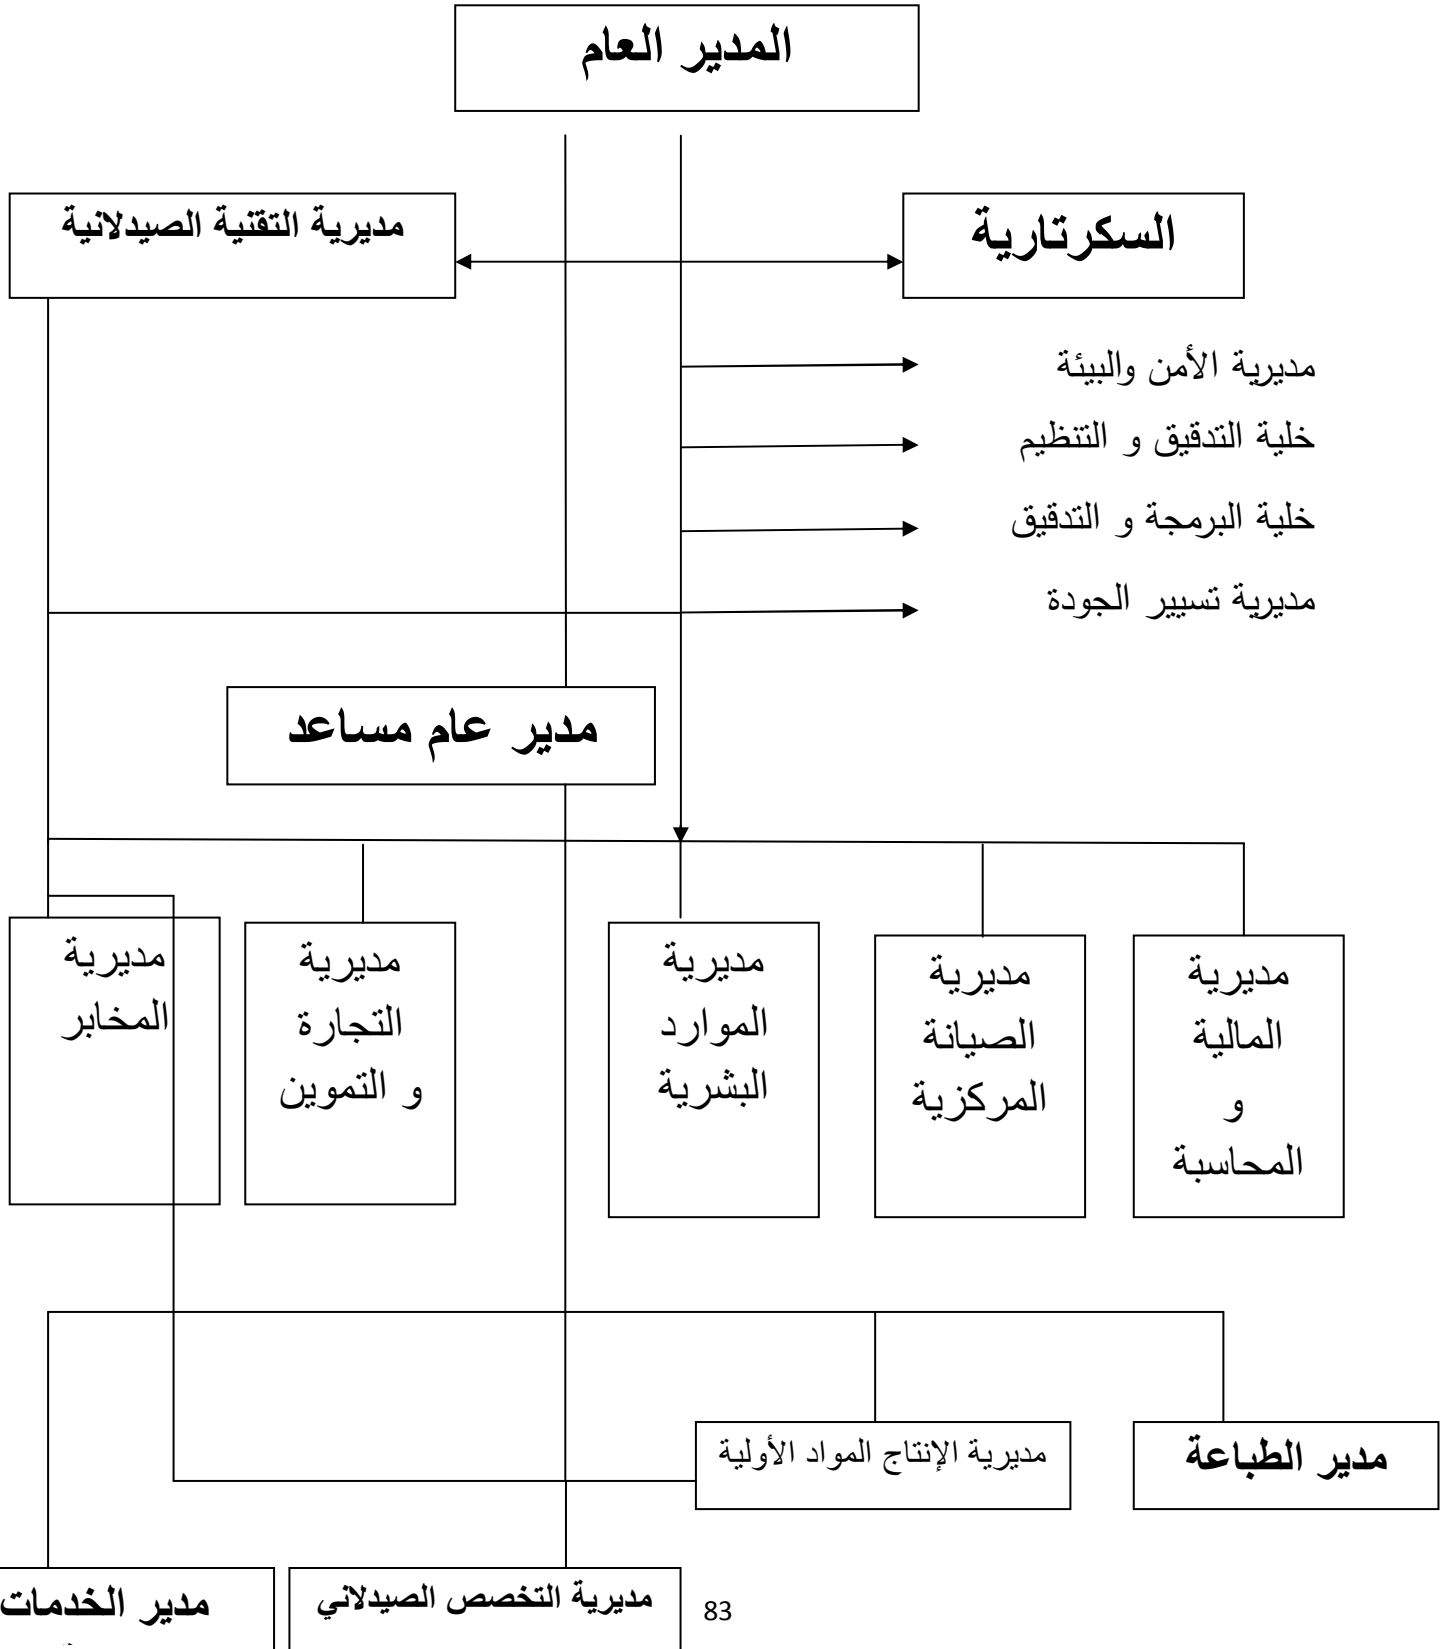 المدير العام
السكرتارية
مديرية التقنية الصيدلانية
مديرية الأمن والبيئة
خلية التدقيق و التنظيم
خلية البرمجة و التدقيق
مديرية تسيير الجودة
مدير عام مساعد
مديرية
المالية
و
المحاسبة
مديرية
الصيانة
المركزية
مديرية
الموارد
البشرية
مديرية
التجارة
و التموين
مديرية
المخابر
مدير الطباعة
مديرية الإنتاج المواد الأولية
مديرية التخصص الصيدلاني
مدير الخدمات
83